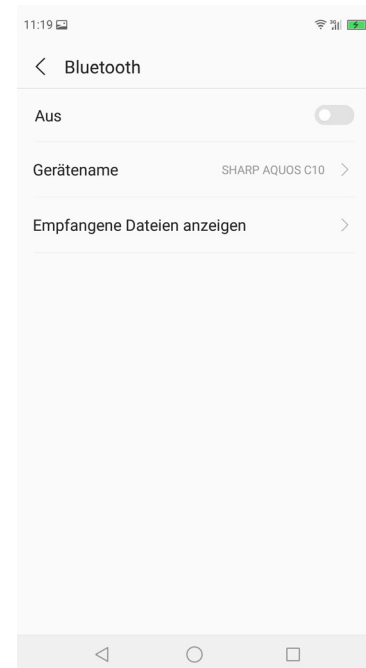 11:19
Bluetooth
Aus
Gerätename SHARP AQUOS C10
Empfangene Dateien anzeigen